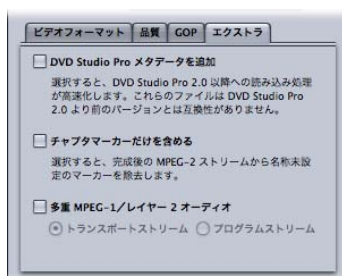 ビデオフォーマット 品質 GOP エクストラ
DVD Studio Pro メタデータを追加
選択すると、DVD Studio Pro 2.0 以降への読み込み処理
が高速化します。これらのファイルは DVD Studio Pro
2.0 より前のバージョンとは互換性がありません。
チャプタマーカーだけを含める
選択すると、完成後の MPEG-2 ストリームから名称未設
定のマーカーを除去します。
多重 MPEG-1／レイヤー 2 オーディオ
トランスポートストリーム プログラムストリーム